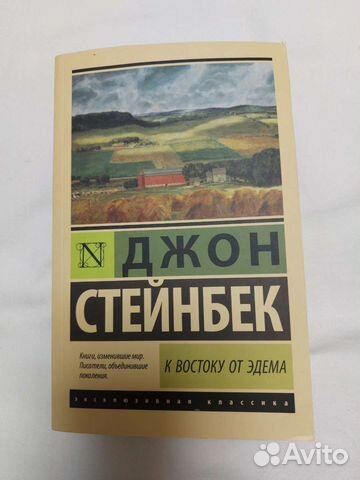 N
ДЖОН
СТЕЙНБЕК
Книги, изменившие мир.
Писатели, объединившие
поколения.
К ВОСТОКУ ОТ ЭДЕМА
эксклюзивная классика
Avito